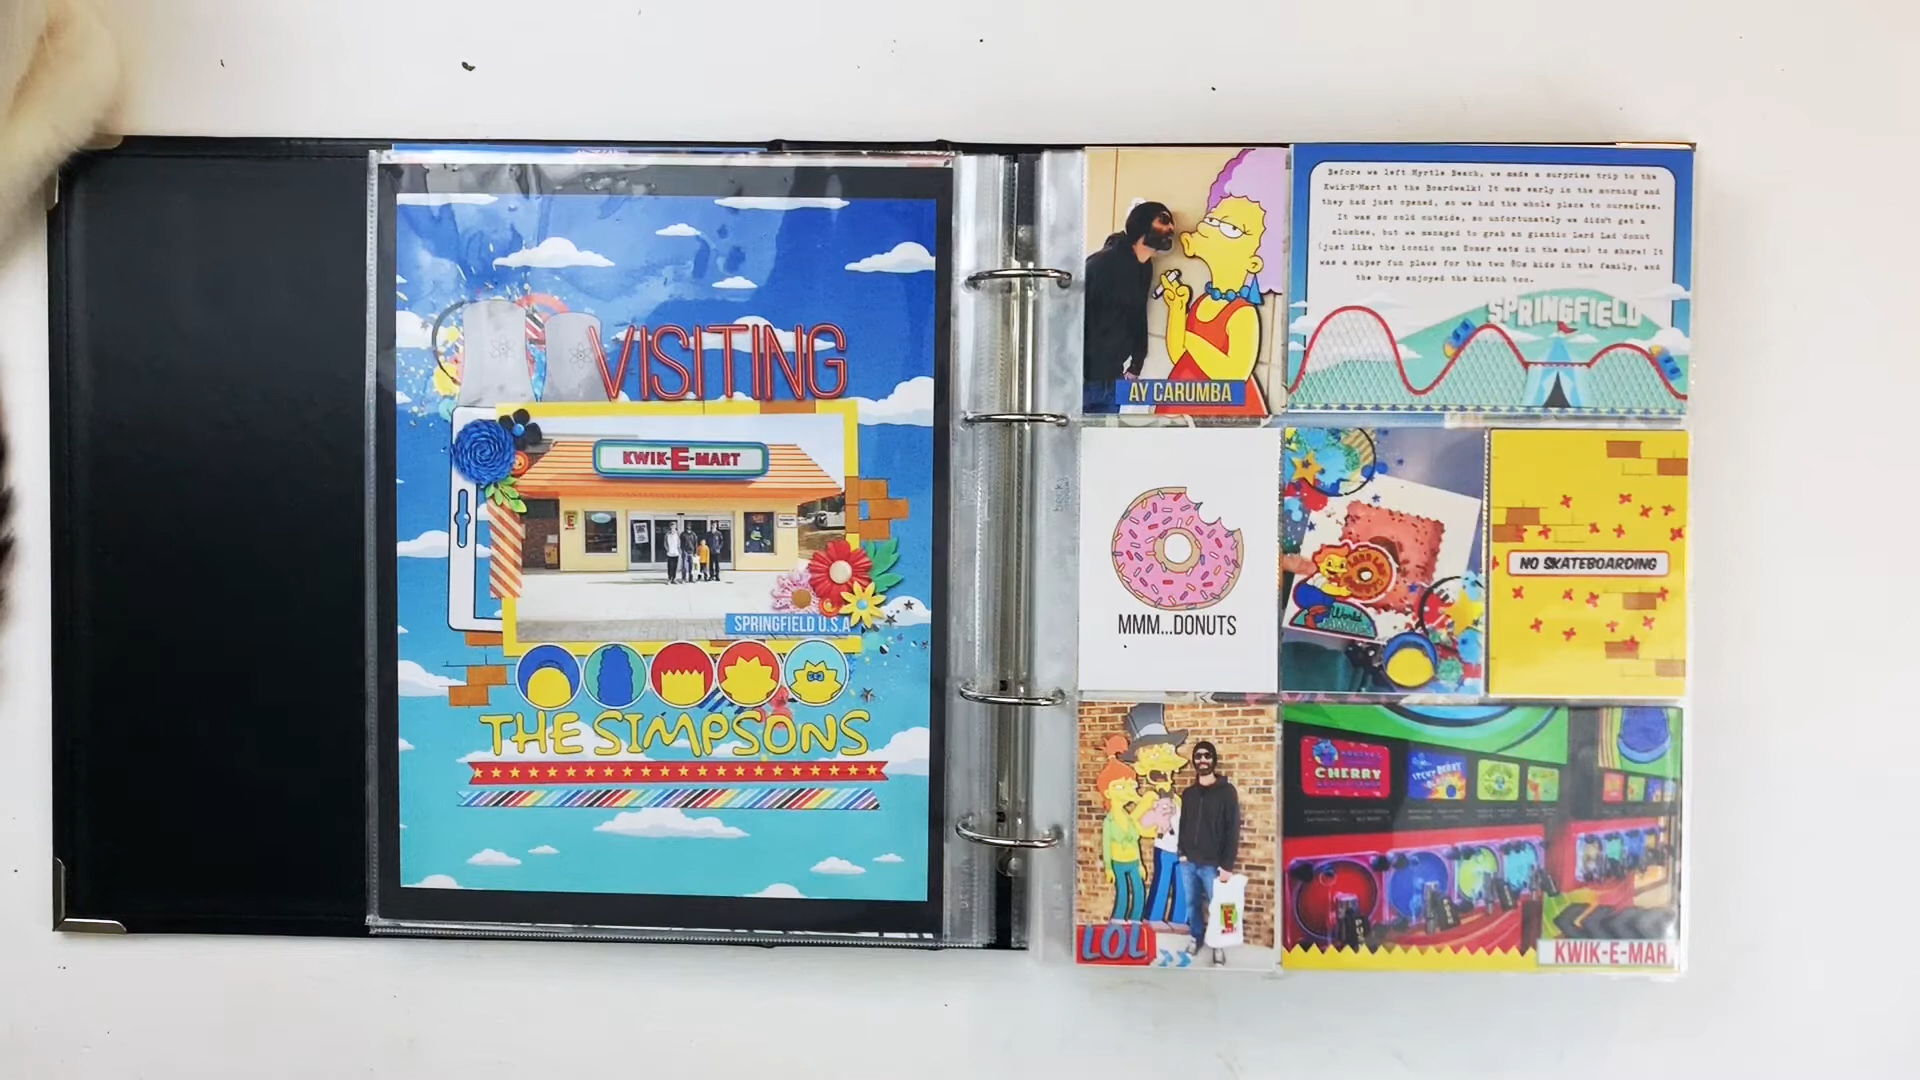 VISITING
KWIK-E-MART
SPRINGFIELD U.S.A
THE SIMPSONS
AY CARUMBA
Before we left Myrtle Beach, we made a surprise trip to the
Kwik-E-Mart at the Boardwalk! It was early in the morning and
they had just opened, so we had the whole place to ourselves.
It was so cold outside, so unfortunately we didn't get a
slushee, but we managed to grab an giantic Lard Lad donut
(just like the iconic one Homer eats in the show) to share! It
was a super fun place for the two 80s kids in the family, and
the boys enjoyed the kitsch too.
SPRINGFIELD
MMM...DONUTS
World
NO SKATEBOARDING
LOL
CHERRY
KWIK-E-MAR